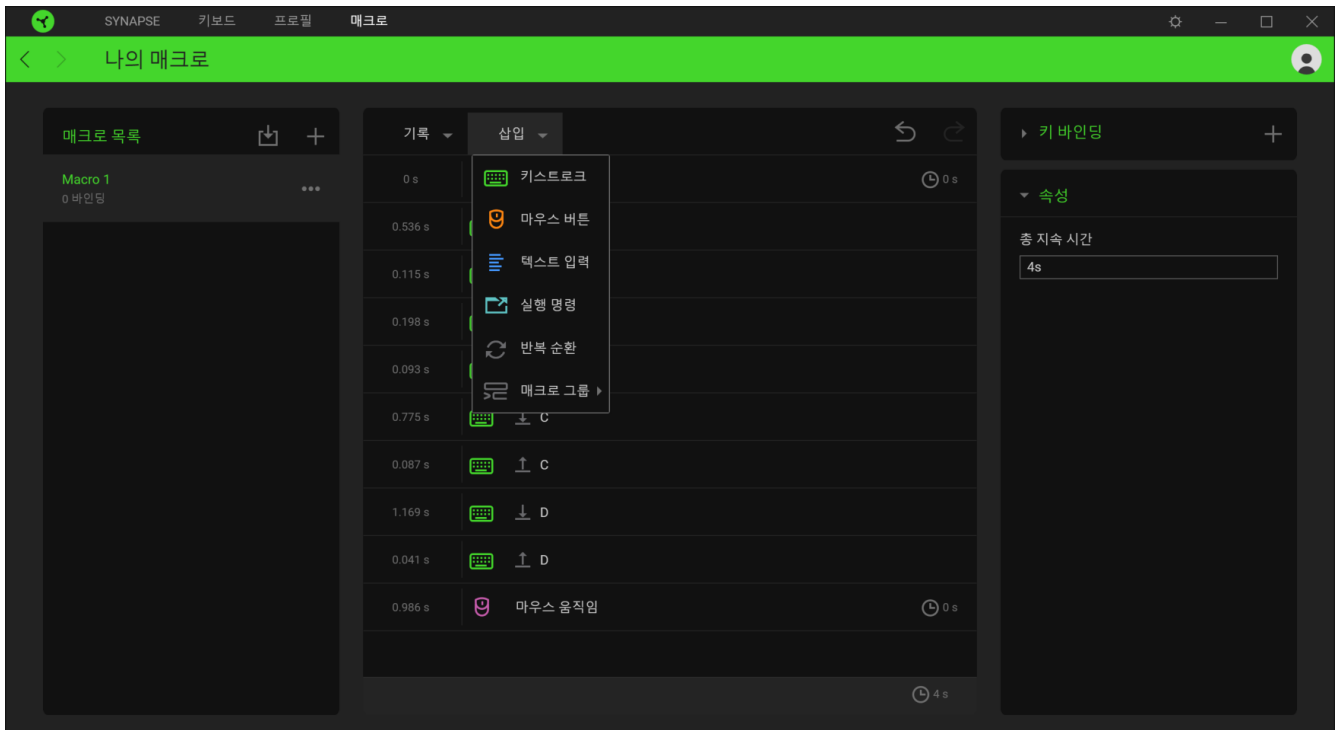 SYNAPSE 키보드 프로필 매크로
나의 매크로
매크로 목록
Macro 1
0 바인딩
기록 삽입
키스트로크
마우스 버튼
텍스트 입력
실행 명령
반복 순환
매크로 그룹
0 s 0 s
0.536 s
0.115 s
0.198 s
0.093 s
0.775 s C
0.087 s C
1.169 s D
0.041 s D
0.986 s 마우스 움직임 0 s
4 s
키 바인딩
속성
총 지속 시간
4s